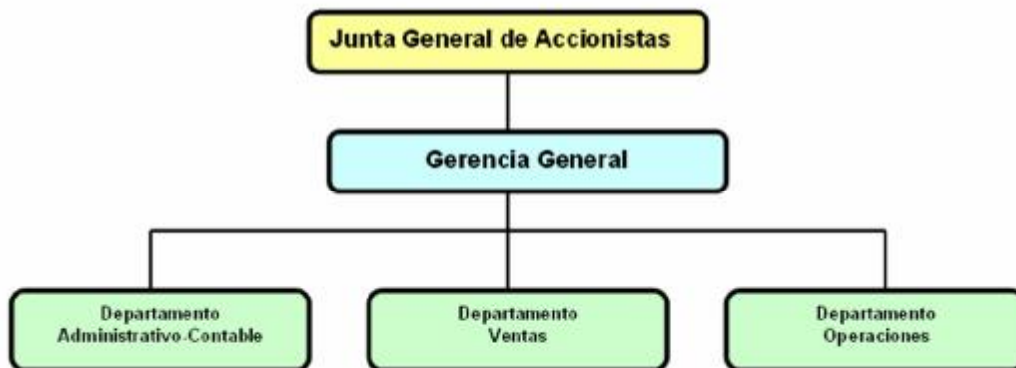 Junta General de Accionistas
Gerencia General
Departamento
Administrativo-Contable
Departamento
Ventas
Departamento
Operaciones